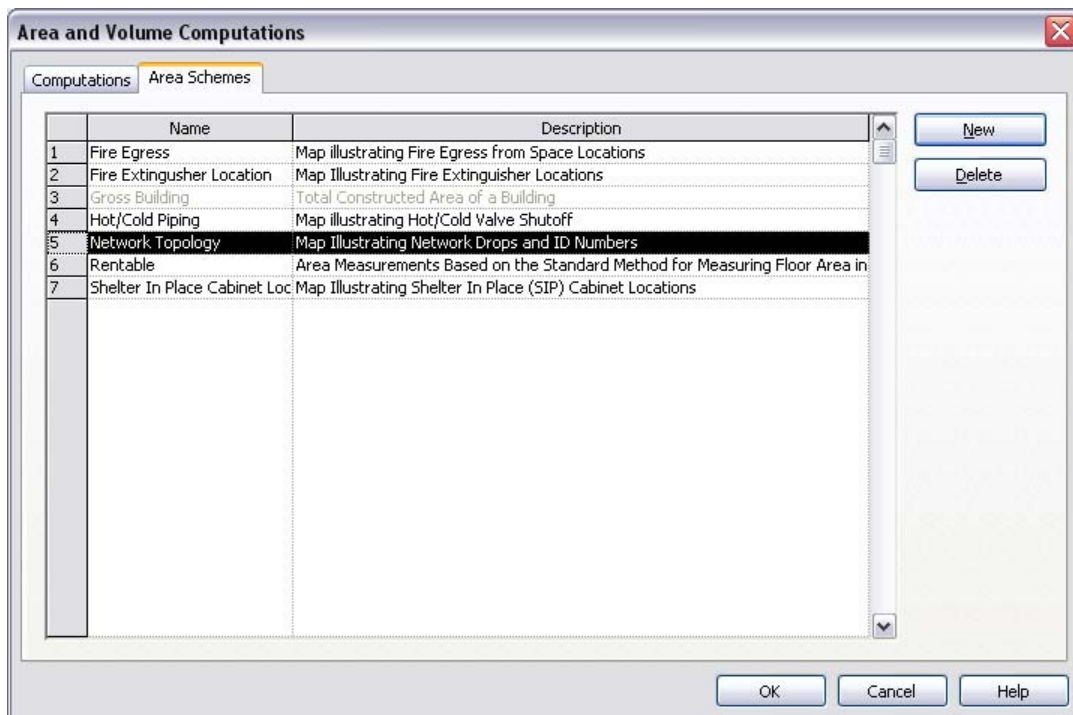 Area and Volume Computations
Computations Area Schemes
Name Description
1 Fire Egress Map illustrating Fire Egress from Space Locations
2 Fire Extingusher Location Map Illustrating Fire Extinguisher Locations
3 Gross Building Total Constructed Area of a Building
4 Hot/Cold Piping Map illustrating Hot/Cold Valve Shutoff
5 Network Topology Map Illustrating Network Drops and ID Numbers
6 Rentable Area Measurements Based on the Standard Method for Measuring Floor Area in
7 Shelter In Place Cabinet Loc Map Illustrating Shelter In Place (SIP) Cabinet Locations
New
Delete
OK Cancel Help